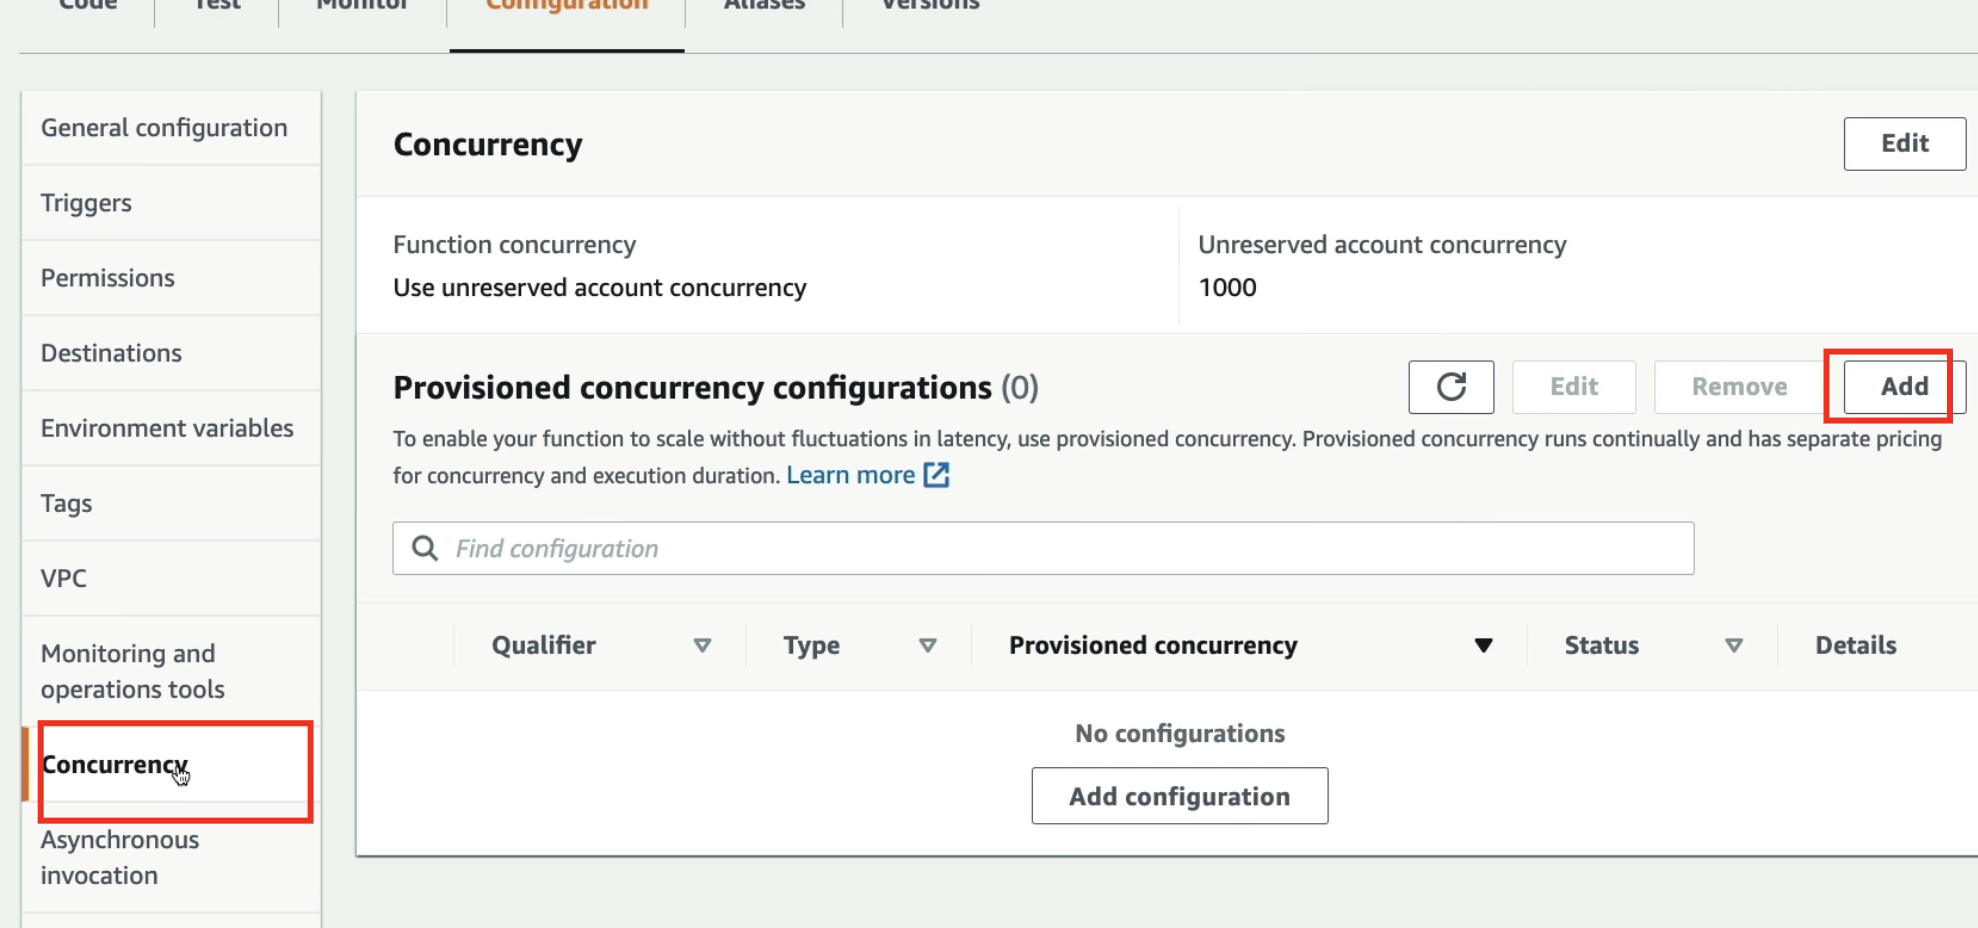 Code Test Monitor Configuration Aliases Versions
General configuration
Triggers
Permissions
Destinations
Environment variables
Tags
VPC
Monitoring and
operations tools
Concurrency
Asynchronous
invocation
Concurrency
Edit
Function concurrency
Use unreserved account concurrency
Unreserved account concurrency
1000
Provisioned concurrency configurations (0)
Edit
Remove
Add
To enable your function to scale without fluctuations in latency, use provisioned concurrency. Provisioned concurrency runs continually and has separate pricing
for concurrency and execution duration. Learn more
Find configuration
Qualifier Type Provisioned concurrency Status Details
No configurations
Add configuration